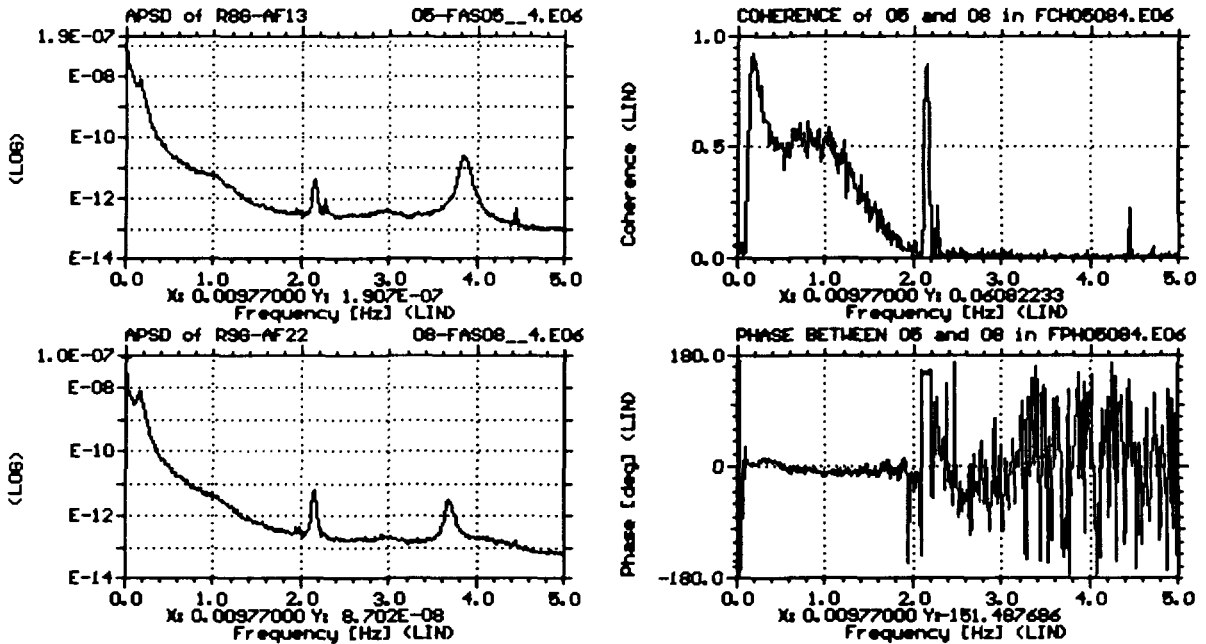 APSD of R86-AF13 05-FAS05__4.E06
1.9E-07
E-08
E-10
E-12
E-14
(LOG)
0.0 1.0 2.0 3.0 4.0 5.0
X: 0.00977000 Y: 1.907E-07
Frequency [Hz] (LIN)
COHERENCE of 05 and 08 in FCH05084.E06
1.0
0.5
0.0
Coherence (LIN)
0.0 1.0 2.0 3.0 4.0 5.0
X: 0.00977000 Y: 0.06082233
Frequency [Hz] (LIN)
APSD of R98-AF22 08-FAS08__4.E06
1.0E-07
E-08
E-10
E-12
E-14
(LOG)
0.0 1.0 2.0 3.0 4.0 5.0
X: 0.00977000 Y: 8.702E-08
Frequency [Hz] (LIN)
PHASE BETWEEN 05 and 08 in FPH05084.E06
180.0
0
-180.0
Phase [deg] (LIN)
0.0 1.0 2.0 3.0 4.0 5.0
X: 0.00977000 Y:-151.487686
Frequency [Hz] (LIN)